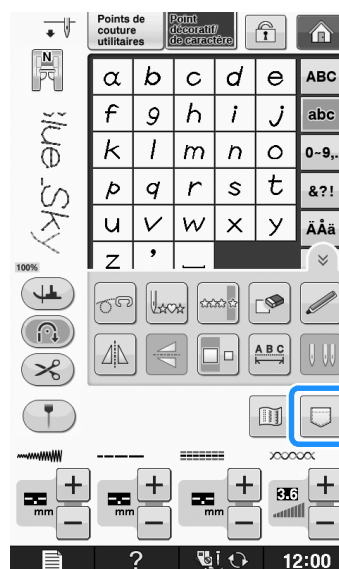 Points de couture utilitaires
Point décoratif/ de caractère
N
a b c d e ABC
f g h i j abc
k l m n o 0~9,.
p q r s t &?!
u v w x y ÄÅä
z ' _
Blue_Sky
100%
A B C
mm mm mm 3.6
+ + + +
− − − −
? 12:00